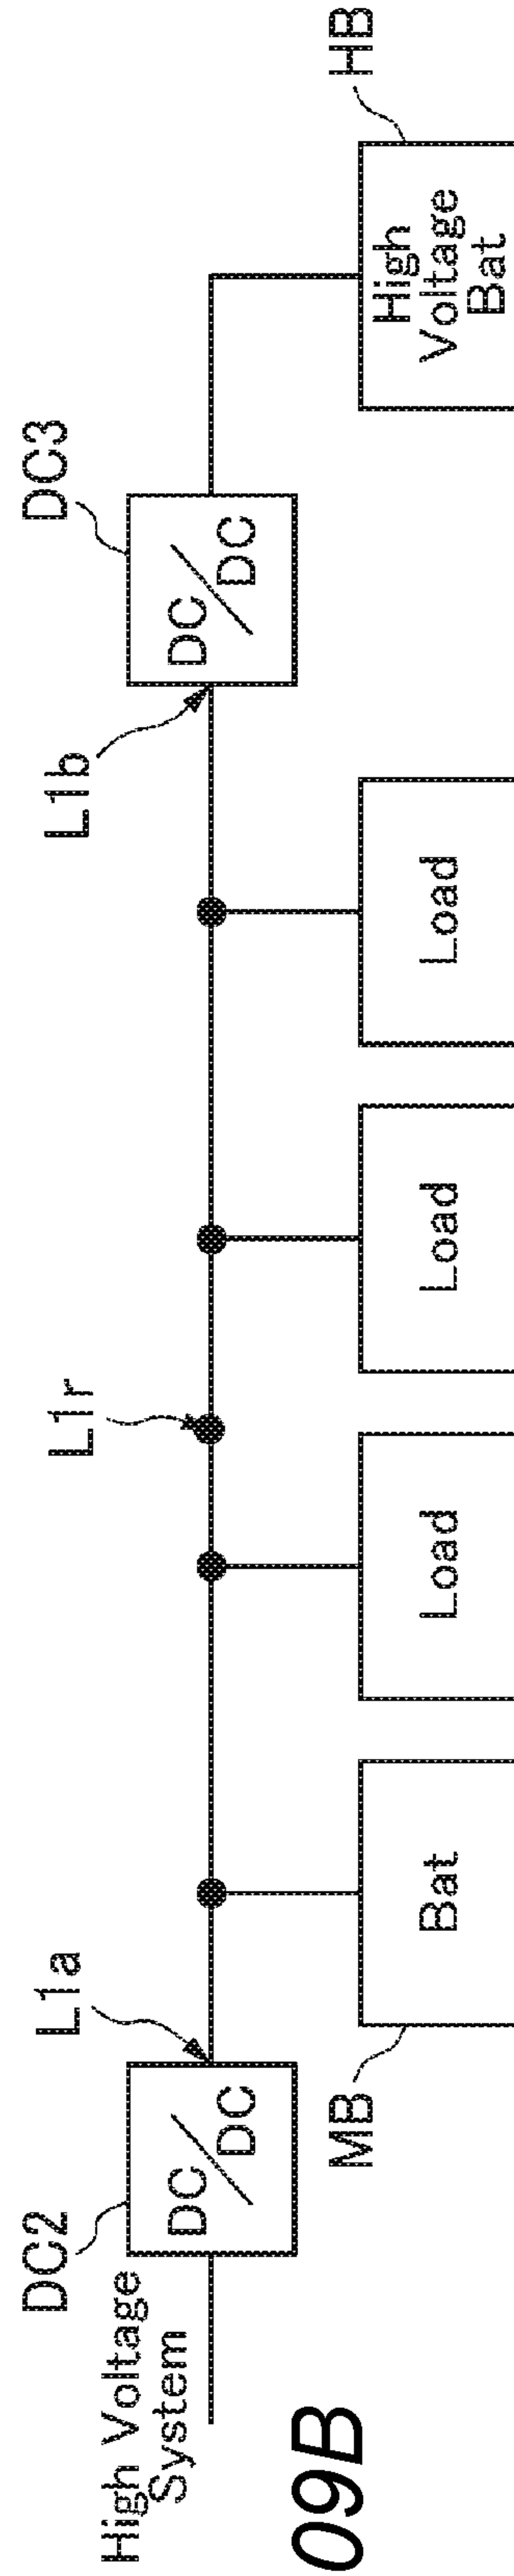 DC2
L1a
L1r
L1b
DC3
High Voltage
System
DC/DC
DC/DC
HB
MB
Bat
Load
Load
Load
High
Voltage
Bat
09B